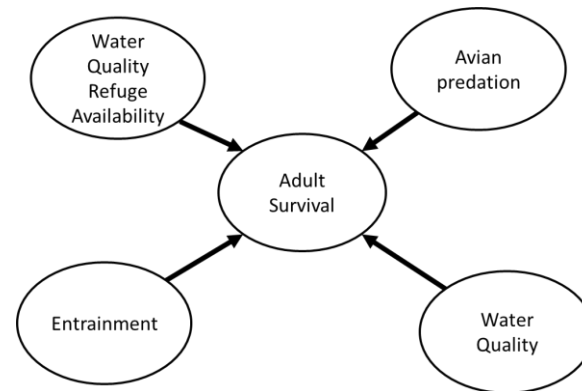 Water
Quality
Refuge
Availability
Avian
predation
Adult
Survival
Entrainment
Water
Quality